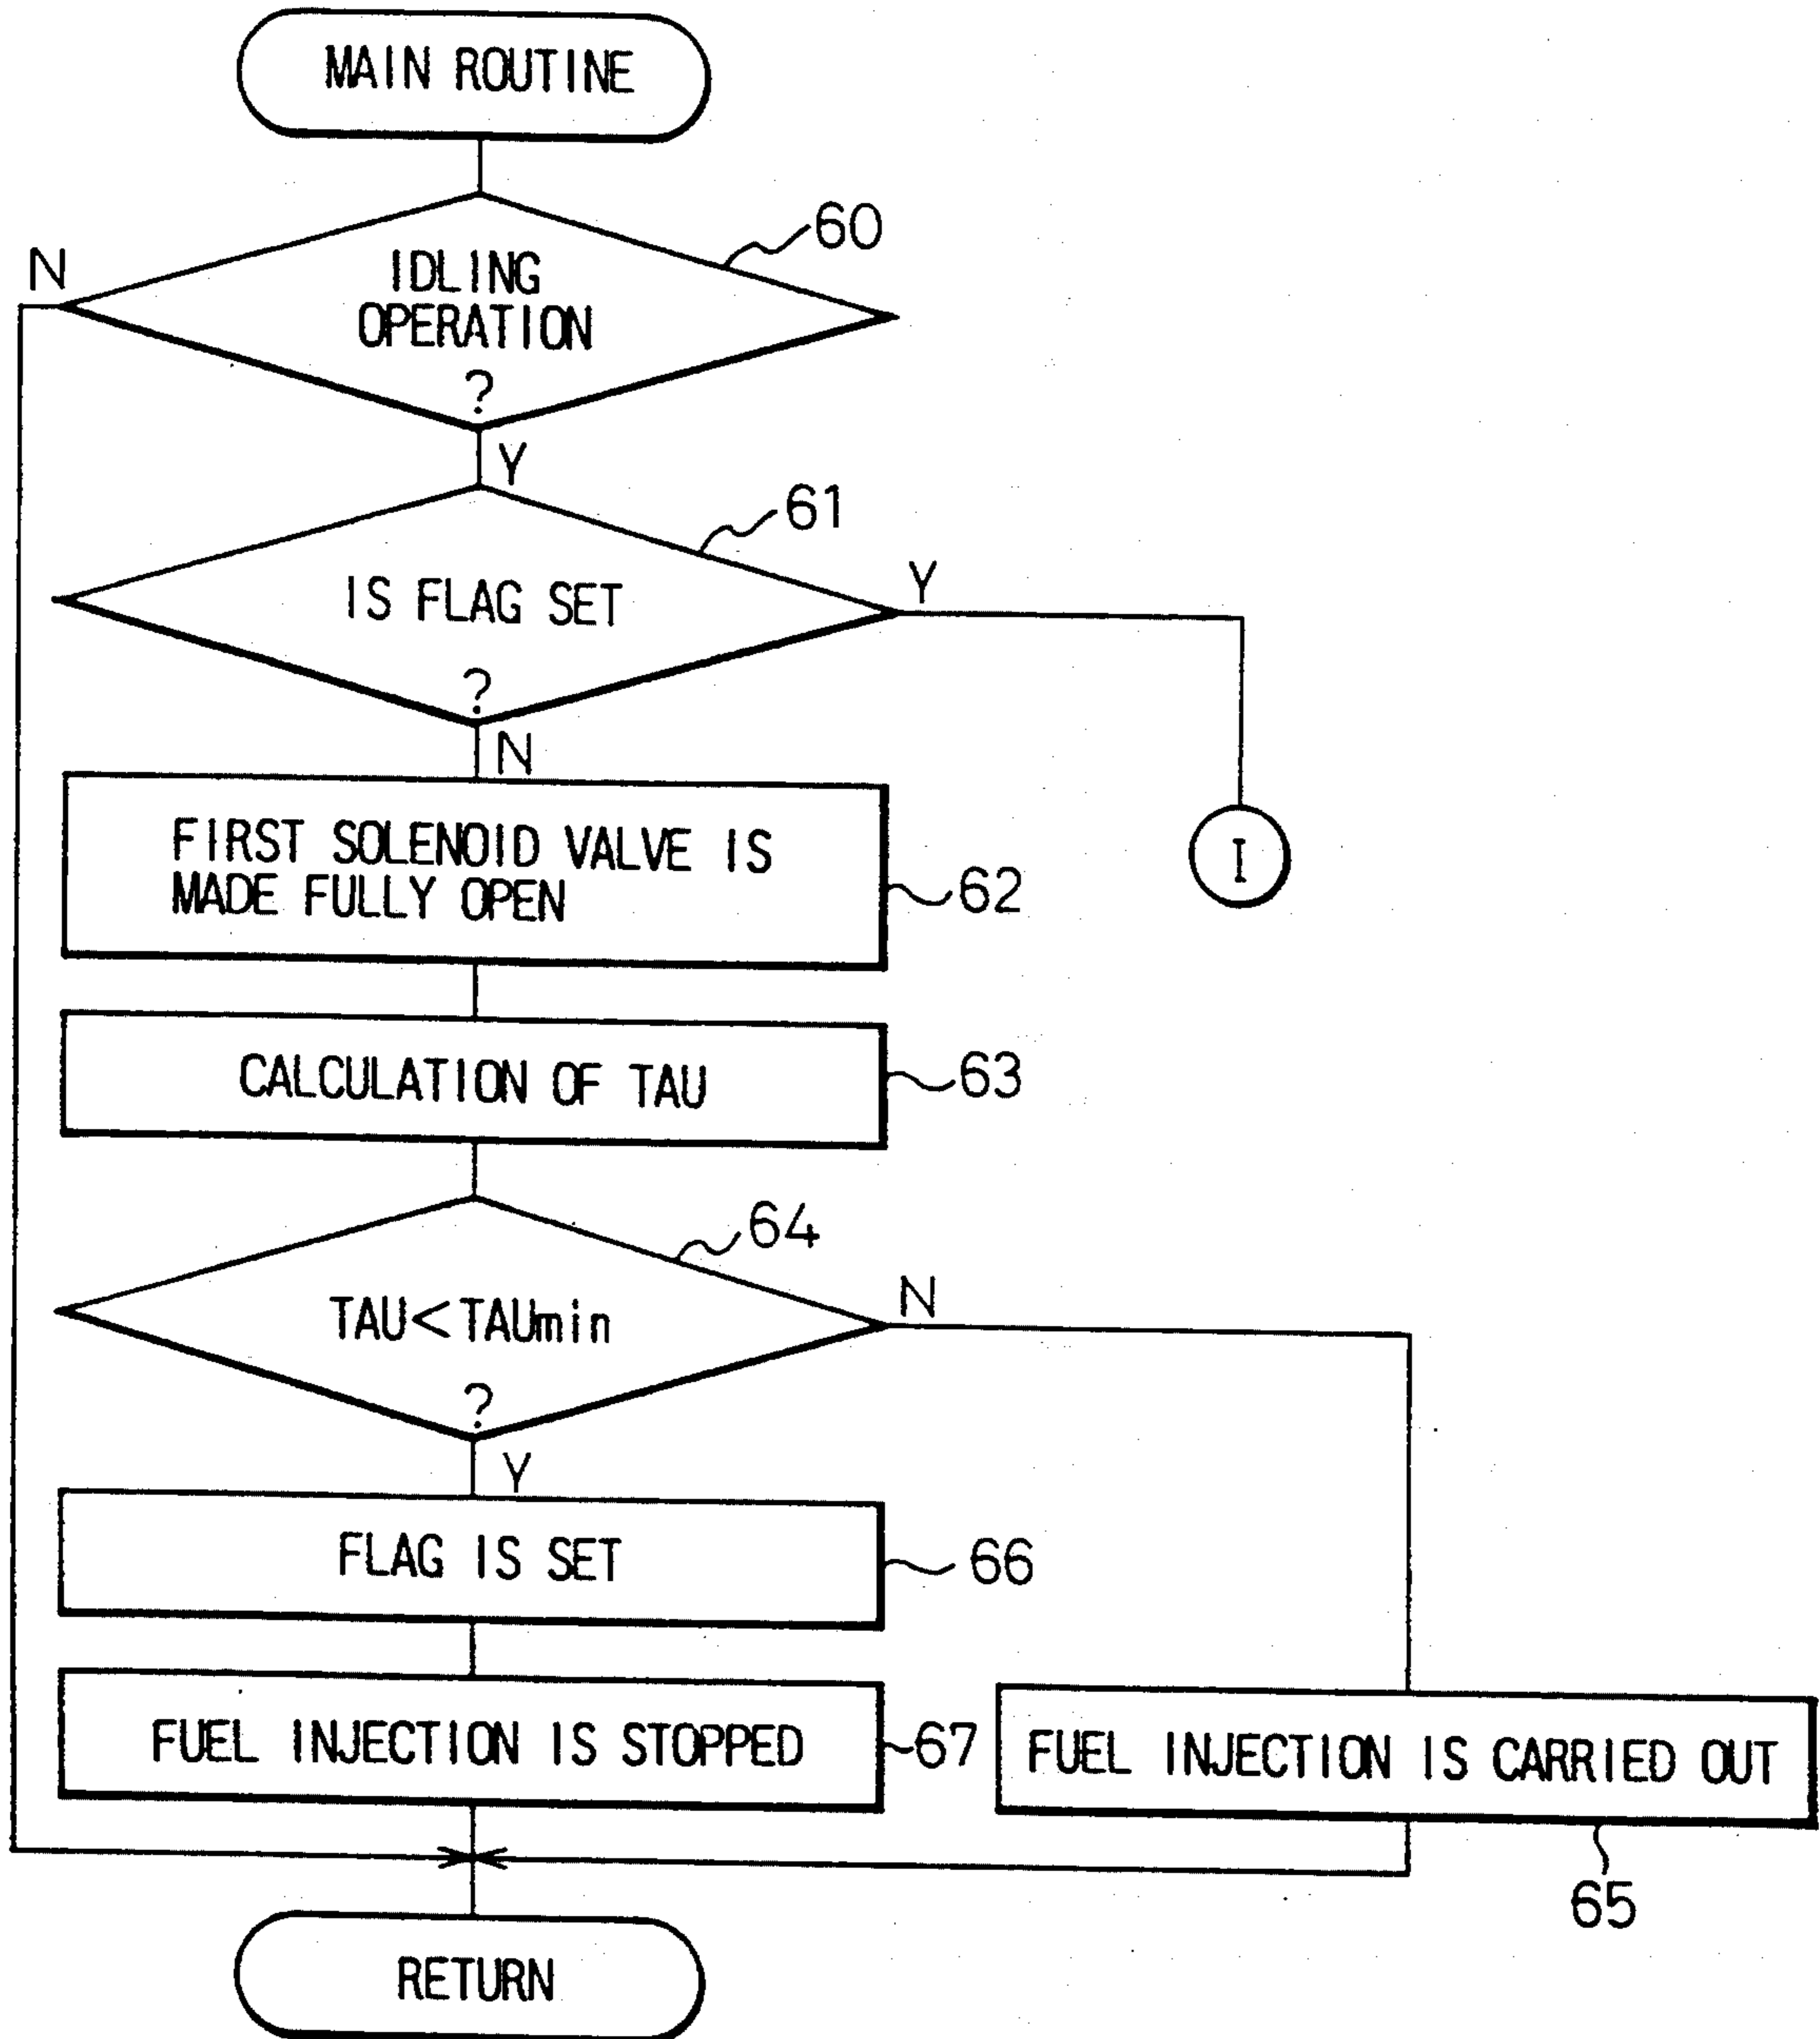 MAIN ROUTINE
60
N
IDLING
OPERATION
?
Y
61
IS FLAG SET
Y
?
N
FIRST SOLENOID VALVE IS
MADE FULLY OPEN
62
I
CALCULATION OF TAU
63
64
TAU<TAUmin
N
?
Y
FLAG IS SET
66
FUEL INJECTION IS STOPPED
67
FUEL INJECTION IS CARRIED OUT
65
RETURN